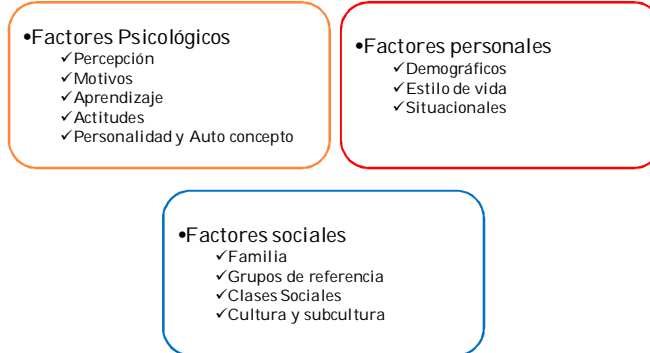 •Factores Psicológicos
✓Percepción
✓Motivos
✓Aprendizaje
✓Actitudes
✓Personalidad y Auto concepto
•Factores personales
✓Demográficos
✓Estilo de vida
✓Situacionales
•Factores sociales
✓Familia
✓Grupos de referencia
✓Clases Sociales
✓Cultura y subcultura